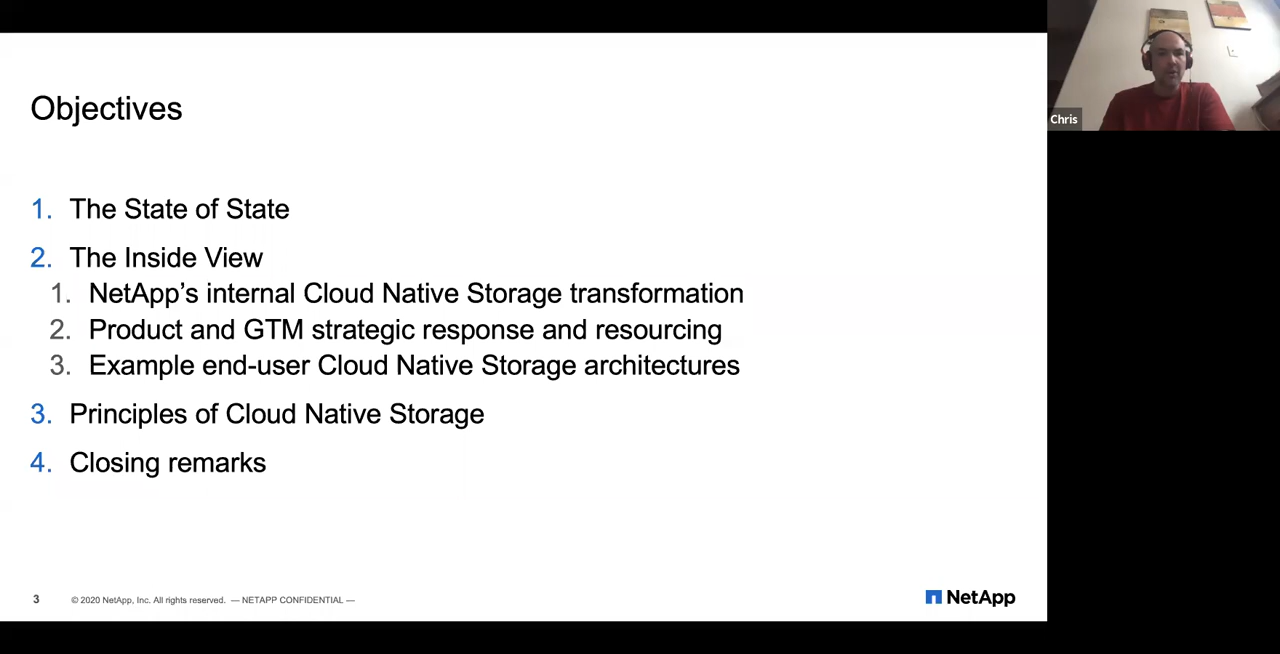 Objectives
1. The State of State
2. The Inside View
1. NetApp’s internal Cloud Native Storage transformation
2. Product and GTM strategic response and resourcing
3. Example end-user Cloud Native Storage architectures
3. Principles of Cloud Native Storage
4. Closing remarks
3 © 2020 NetApp, Inc. All rights reserved. — NETAPP CONFIDENTIAL —
NetApp
Chris